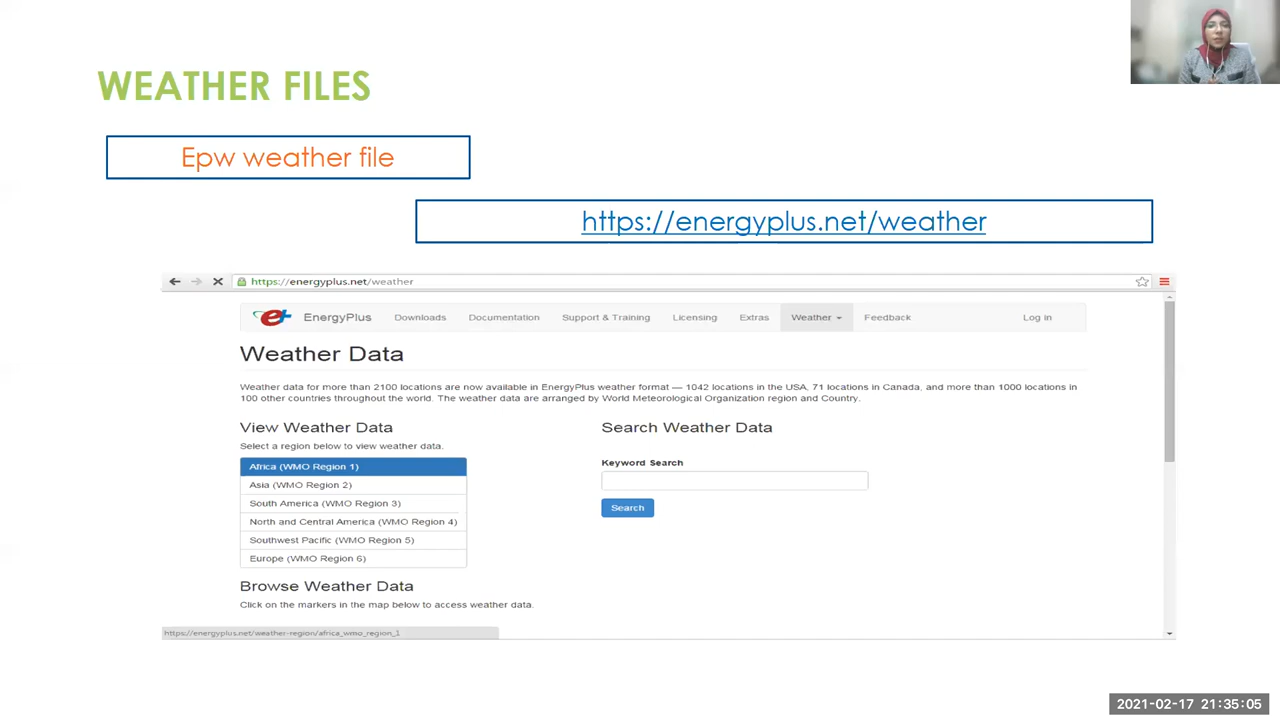 WEATHER FILES
Epw weather file
https://energyplus.net/weather
https://energyplus.net/weather
EnergyPlus Downloads Documentation Support & Training Licensing Extras Weather Feedback Log in
Weather Data
Weather data for more than 2100 locations are now available in EnergyPlus weather format — 1042 locations in the USA, 71 locations in Canada, and more than 1000 locations in
100 other countries throughout the world. The weather data are arranged by World Meteorological Organization region and Country.
View Weather Data
Select a region below to view weather data.
Africa (WMO Region 1)
Asia (WMO Region 2)
South America (WMO Region 3)
North and Central America (WMO Region 4)
Southwest Pacific (WMO Region 5)
Europe (WMO Region 6)
Search Weather Data
Keyword Search
Search
Browse Weather Data
Click on the markers in the map below to access weather data.
https://energyplus.net/weather-region/africa_wmo_region_1
2021-02-17 21:35:05